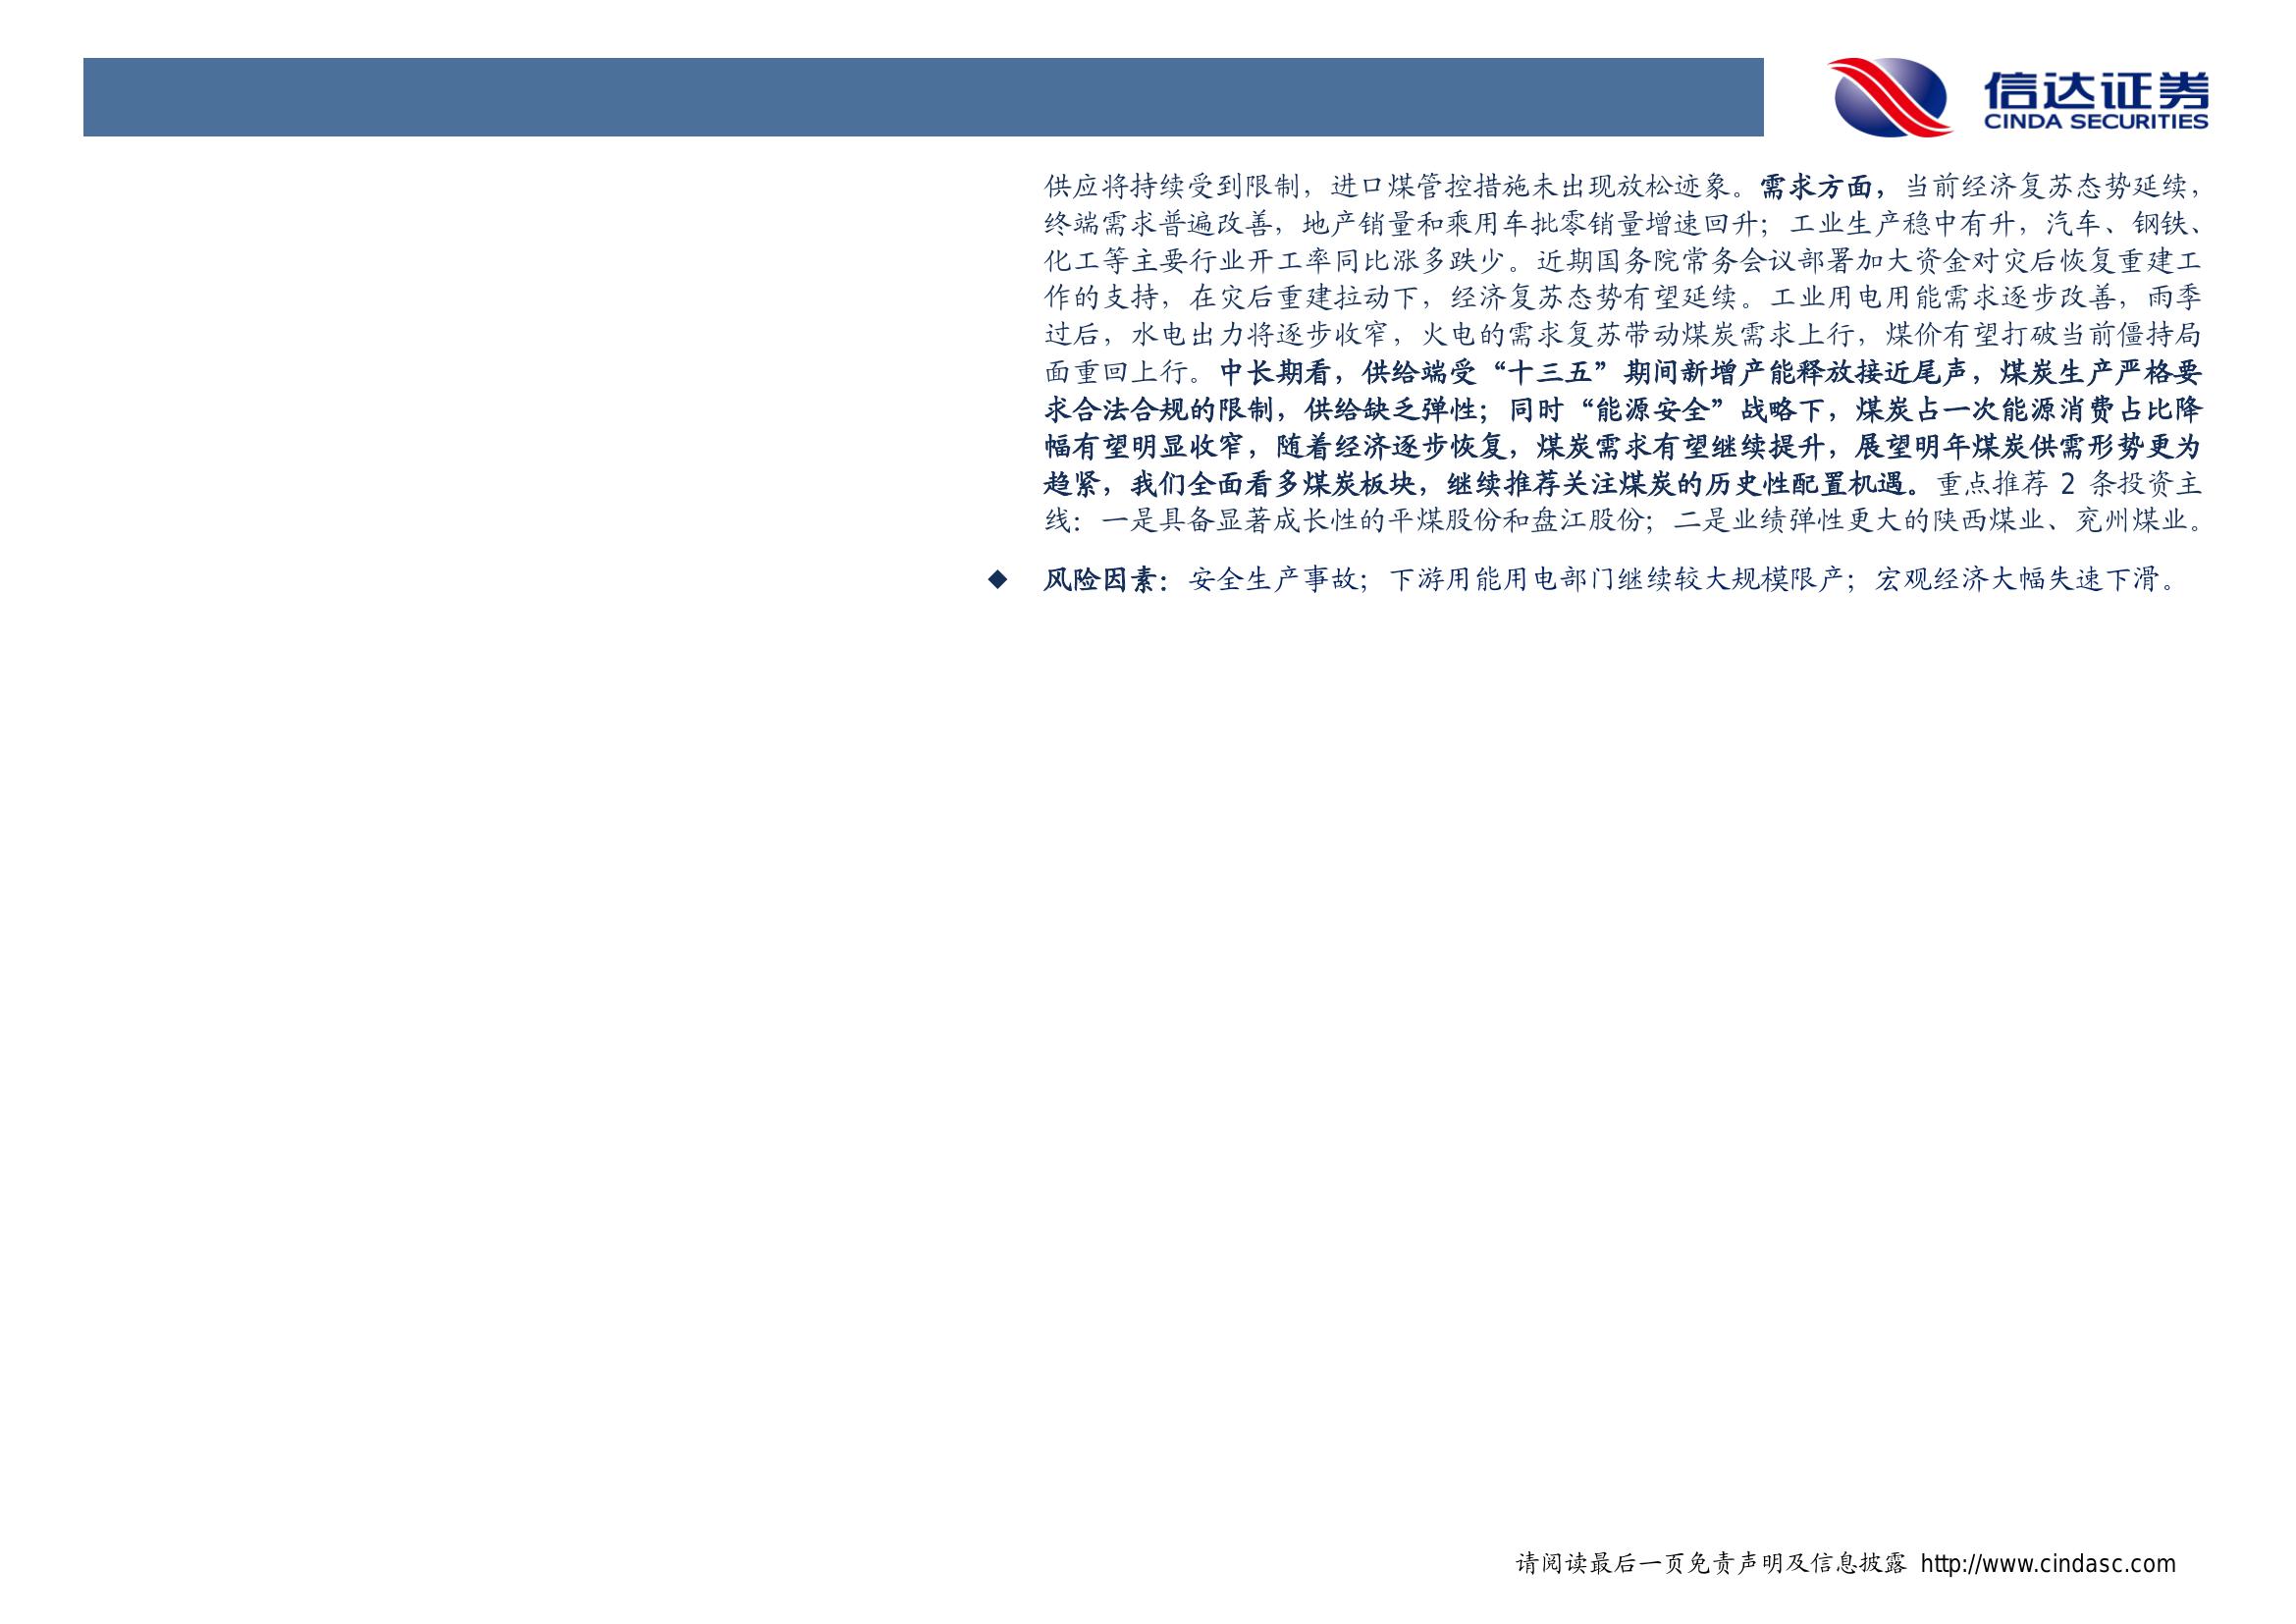 信达证券
CINDA SECURITIES
供应将持续受到限制，进口煤管控措施未出现放松迹象。需求方面，当前经济复苏态势延续，
终端需求普遍改善，地产销量和乘用车批零销量增速回升；工业生产稳中有升，汽车、钢铁、
化工等主要行业开工率同比涨多跌少。近期国务院常务会议部署加大资金对灾后恢复重建工
作的支持，在灾后重建拉动下，经济复苏态势有望延续。工业用电用能需求逐步改善，雨季
过后，水电出力将逐步收窄，火电的需求复苏带动煤炭需求上行，煤价有望打破当前僵持局
面重回上行。中长期看，供给端受“十三五”期间新增产能释放接近尾声，煤炭生产严格要
求合法合规的限制，供给缺乏弹性；同时“能源安全”战略下，煤炭占一次能源消费占比降
幅有望明显收窄，随着经济逐步恢复，煤炭需求有望继续提升，展望明年煤炭供需形势更为
趋紧，我们全面看多煤炭板块，继续推荐关注煤炭的历史性配置机遇。重点推荐 2 条投资主
线：一是具备显著成长性的平煤股份和盘江股份；二是业绩弹性更大的陕西煤业、兖州煤业。
◆ 风险因素：安全生产事故；下游用能用电部门继续较大规模限产；宏观经济大幅失速下滑。
请阅读最后一页免责声明及信息披露 http://www.cindasc.com